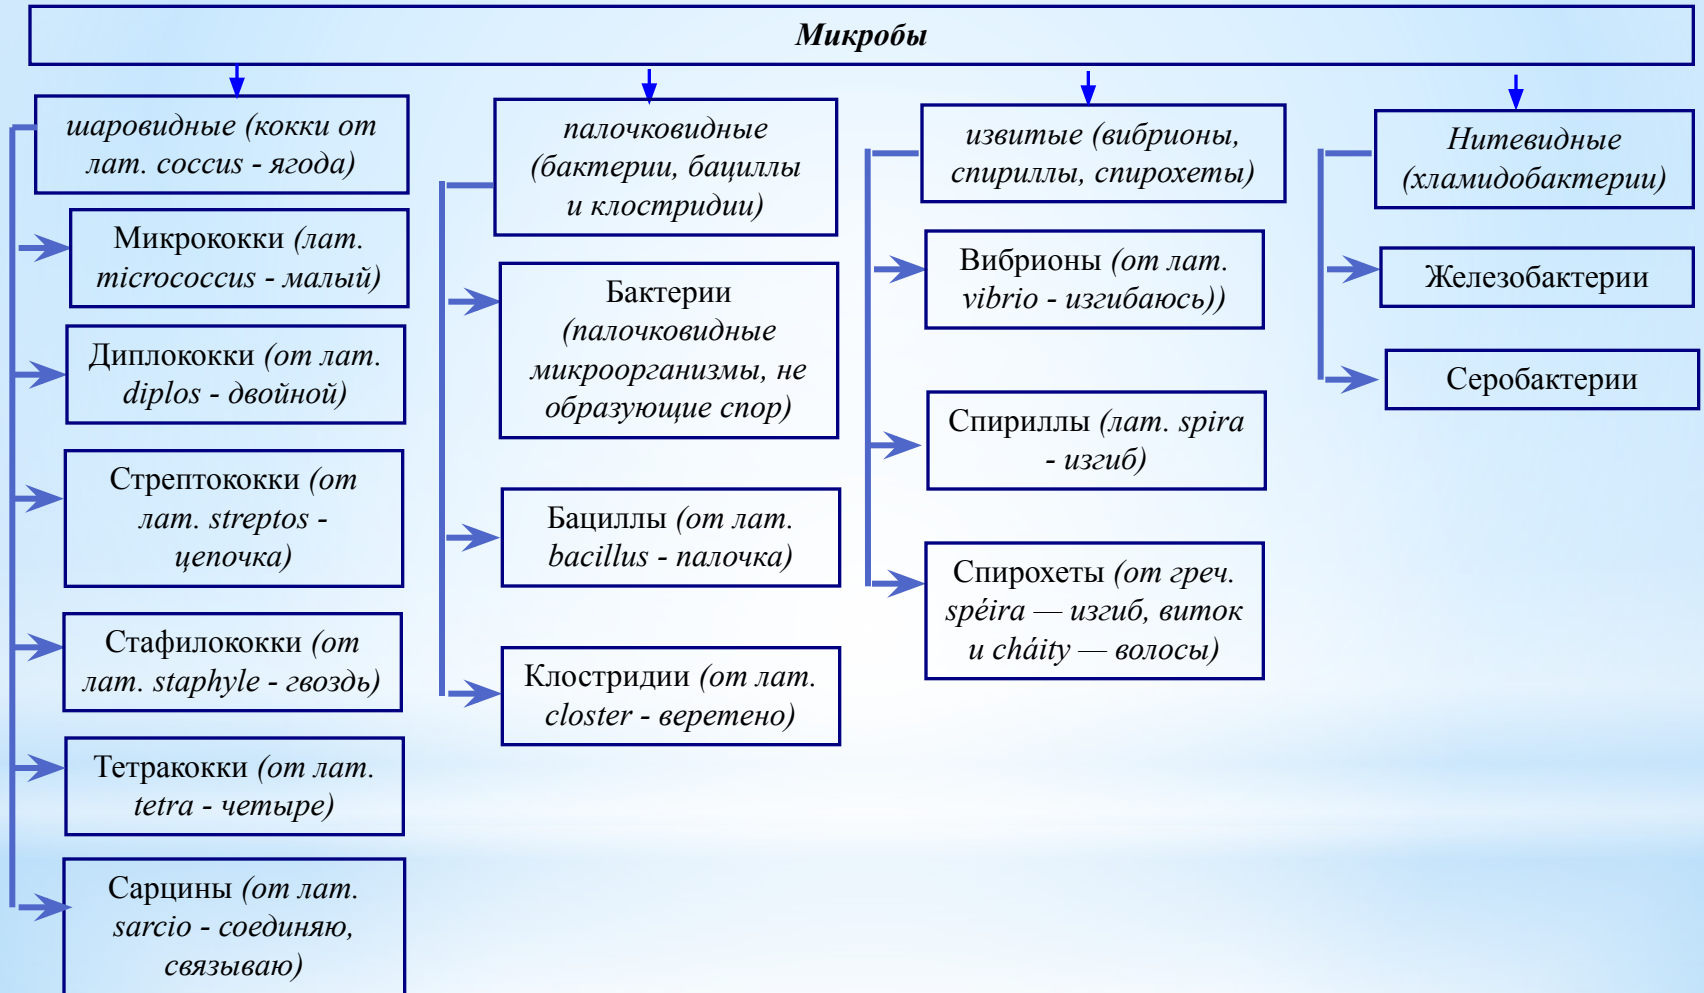 Микробы
шаровидные (кокки от
лат. coccus - ягода)
Микрококки (лат.
micrococcus - малый)
Диплококки (от лат.
diplos - двойной)
Стрептококки (от
лат. streptos -
цепочка)
Стафилококки (от
лат. staphyle - гвоздь)
Тетракокки (от лат.
tetra - четыре)
Сарцины (от лат.
sarcio - соединяю,
связываю)
палочковидные
(бактерии, бациллы
и клостридии)
Бактерии
(палочковидные
микроорганизмы, не
образующие спор)
Бациллы (от лат.
bacillus - палочка)
Клостридии (от лат.
closter - веретено)
извитые (вибрионы,
спириллы, спирохеты)
Вибрионы (от лат.
vibrio - изгибаюсь))
Спириллы (лат. spira
- изгиб)
Спирохеты (от греч.
spéira — изгиб, виток
и cháity — волосы)
Нитевидные
(хламидобактерии)
Железобактерии
Серобактерии